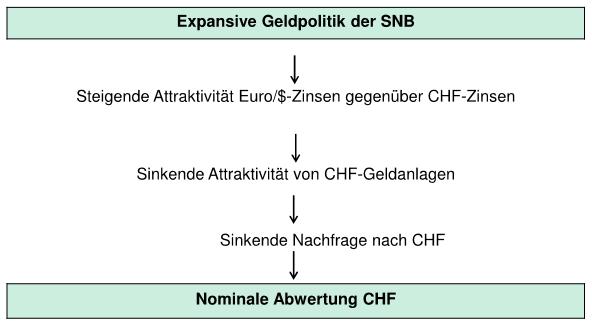 Expansive Geldpolitik der SNB
Steigende Attraktivität Euro/$-Zinsen gegenüber CHF-Zinsen
Sinkende Attraktivität von CHF-Geldanlagen
Sinkende Nachfrage nach CHF
Nominale Abwertung CHF